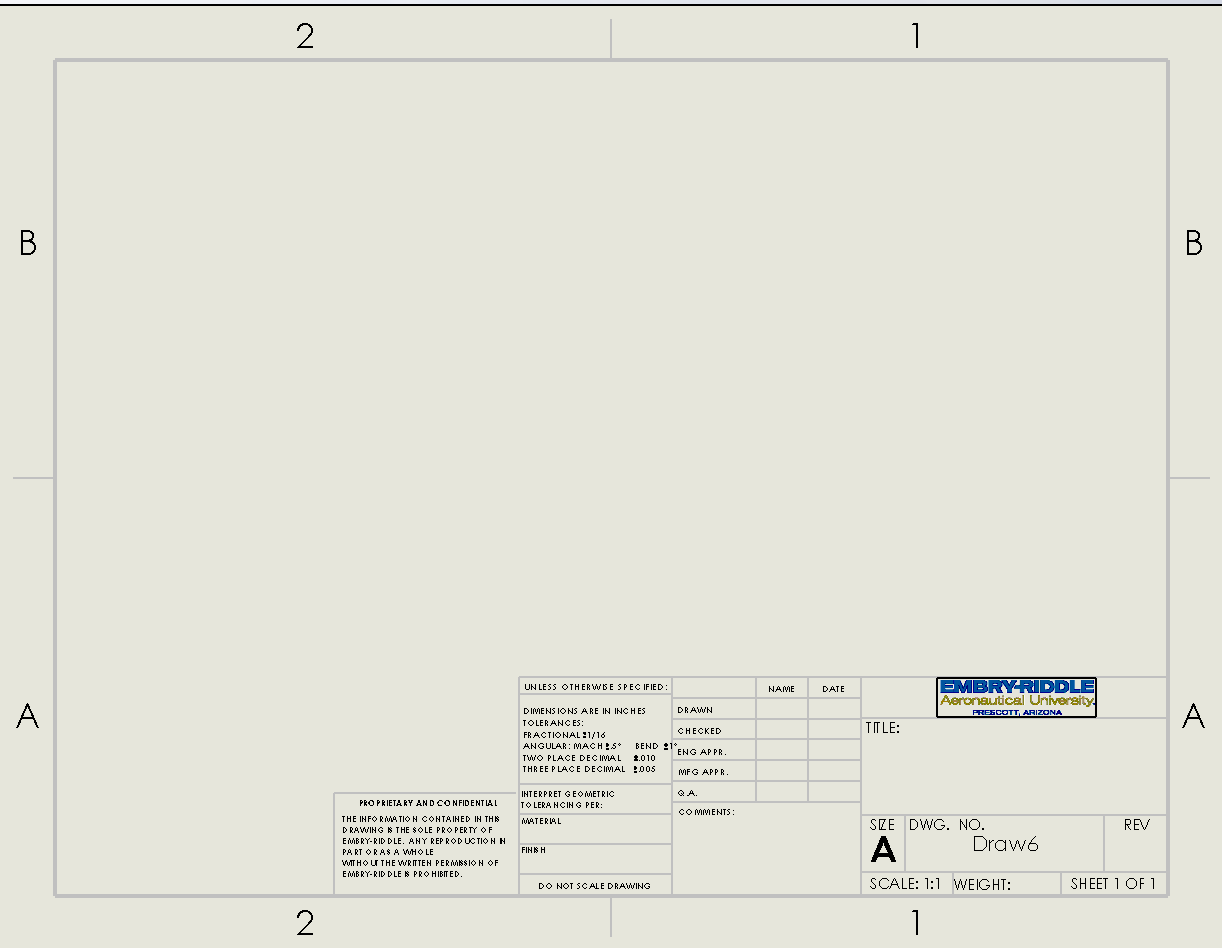 2 1
B B
A A
UNLESS OTHERWISE SPECIFIED:
DIMENSIONS ARE IN INCHES
TOLERANCES:
FRACTIONAL ±1/16
ANGULAR: MACH ±.5° BEND ±1°
TWO PLACE DECIMAL ±.010
THREE PLACE DECIMAL ±.005
INTERPRET GEOMETRIC
TOLERANCING PER:
MATERIAL
FINISH
DO NOT SCALE DRAWING
PROPRIETARY AND CONFIDENTIAL
THE INFORMATION CONTAINED IN THIS
DRAWING IS THE SOLE PROPERTY OF
EMBRY-RIDDLE. ANY REPRODUCTION IN
PART OR AS A WHOLE
WITHOUT THE WRITTEN PERMISSION OF
EMBRY-RIDDLE IS PROHIBITED.
NAME DATE
DRAWN
CHECKED
ENG APPR.
MFG APPR.
Q.A.
COMMENTS:
EMBRY-RIDDLE
Aeronautical University.
PRESCOTT, ARIZONA
TITLE:
SIZE DWG. NO. REV
A Draw6
SCALE: 1:1 WEIGHT: SHEET 1 OF 1
2 1